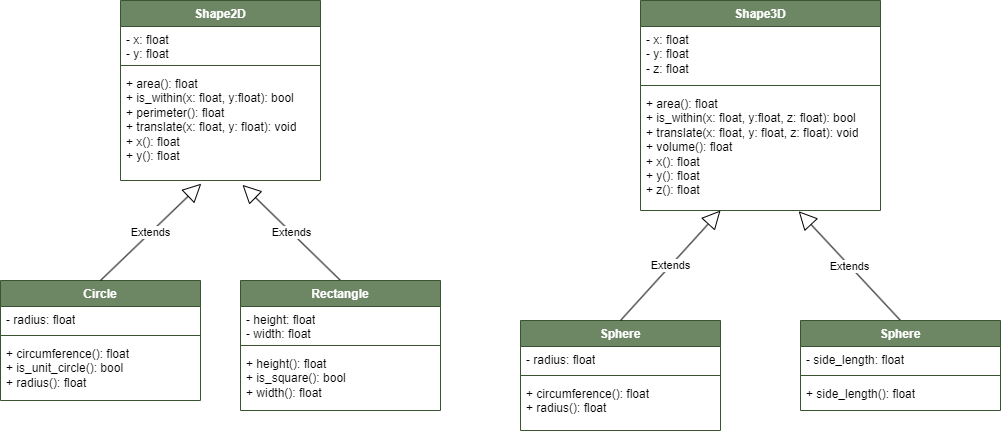 Shape2D
- x: float
- y: float
+ area(): float
+ is_within(x: float, y:float): bool
+ perimeter(): float
+ translate(x: float, y: float): void
+ x(): float
+ y(): float
Shape3D
- x: float
- y: float
- z: float
+ area(): float
+ is_within(x: float, y:float, z: float): bool
+ translate(x: float, y: float, z: float): void
+ volume(): float
+ x(): float
+ y(): float
+ z(): float
Extends
Extends
Extends
Extends
Circle
- radius: float
+ circumference(): float
+ is_unit_circle(): bool
+ radius(): float
Rectangle
- height: float
- width: float
+ height(): float
+ is_square(): bool
+ width(): float
Sphere
- radius: float
+ circumference(): float
+ radius(): float
Sphere
- side_length: float
+ side_length(): float